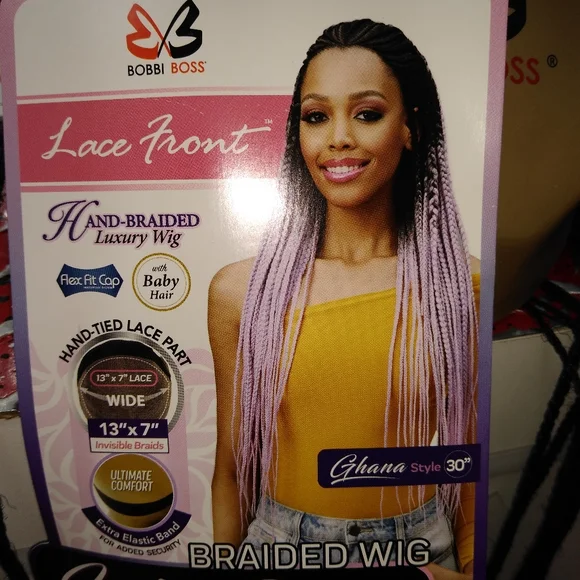 BOBBI BOSS®
OSS®
Lace Front™
HAND-BRAIDED
Luxury Wig
Flex Fit Cap
with
Baby
Hair
HAND-TIED LACE PART
13" x 7" LACE
WIDE
13"x 7"
Invisible Braids
ULTIMATE
COMFORT
Extra Elastic Band
FOR ADDED SECURITY
Ghana Style 30"
BRAIDED WIG